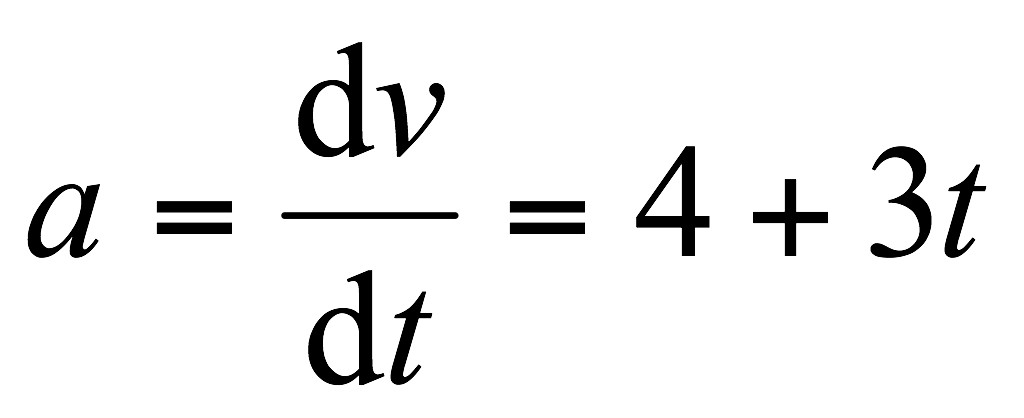 a = dv/dt = 4 + 3t